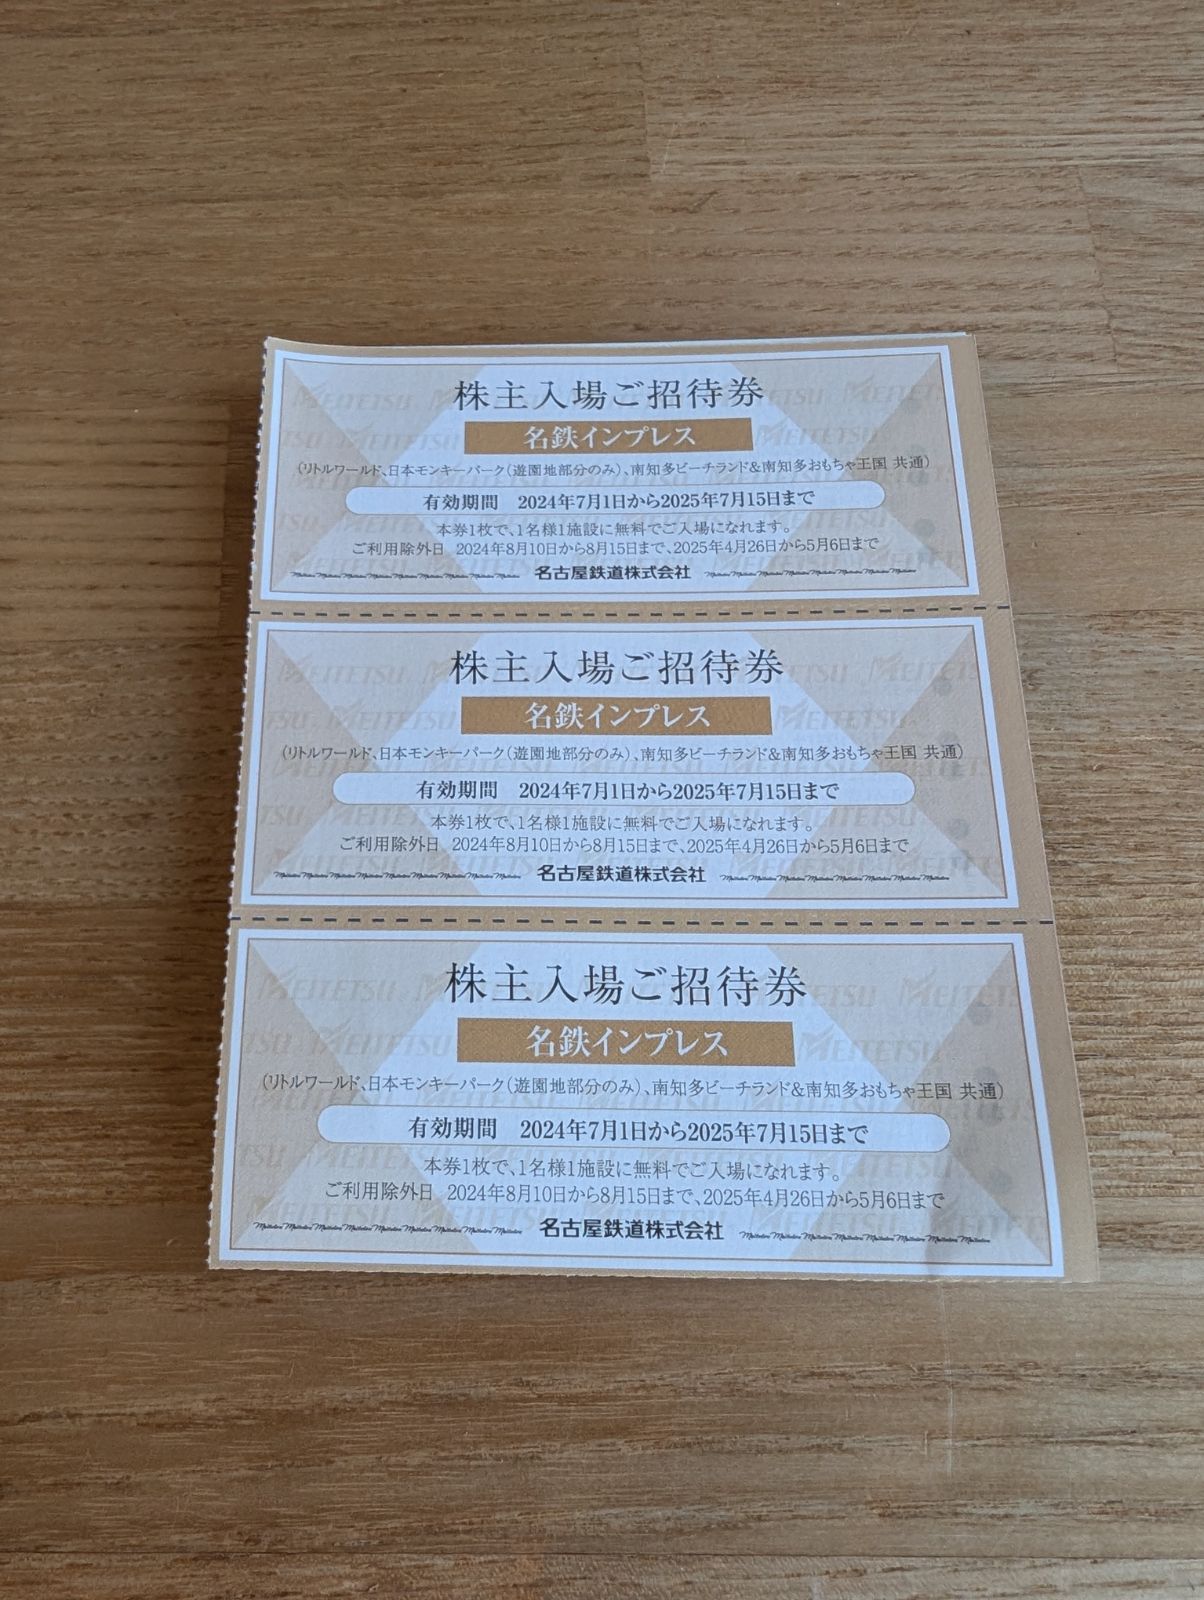 株主入場ご招待券
名鉄インプレス
(リトルワールド、日本モンキーパーク(遊園地部分のみ)、南知多ビーチランド&南知多おもちゃ王国 共通)
有効期間 2024年7月1日から2025年7月15日まで
本券1枚で、1名様1施設に無料でご入場になれます。
ご利用除外日 2024年8月10日から8月15日まで、2025年4月26日から5月6日まで
名古屋鉄道株式会社
株主入場ご招待券
名鉄インプレス
(リトルワールド、日本モンキーパーク(遊園地部分のみ)、南知多ビーチランド&南知多おもちゃ王国 共通)
有効期間 2024年7月1日から2025年7月15日まで
本券1枚で、1名様1施設に無料でご入場になれます。
ご利用除外日 2024年8月10日から8月15日まで、2025年4月26日から5月6日まで
名古屋鉄道株式会社
株主入場ご招待券
名鉄インプレス
(リトルワールド、日本モンキーパーク(遊園地部分のみ)、南知多ビーチランド&南知多おもちゃ王国 共通)
有効期間 2024年7月1日から2025年7月15日まで
本券1枚で、1名様1施設に無料でご入場になれます。
ご利用除外日 2024年8月10日から8月15日まで、2025年4月26日から5月6日まで
名古屋鉄道株式会社